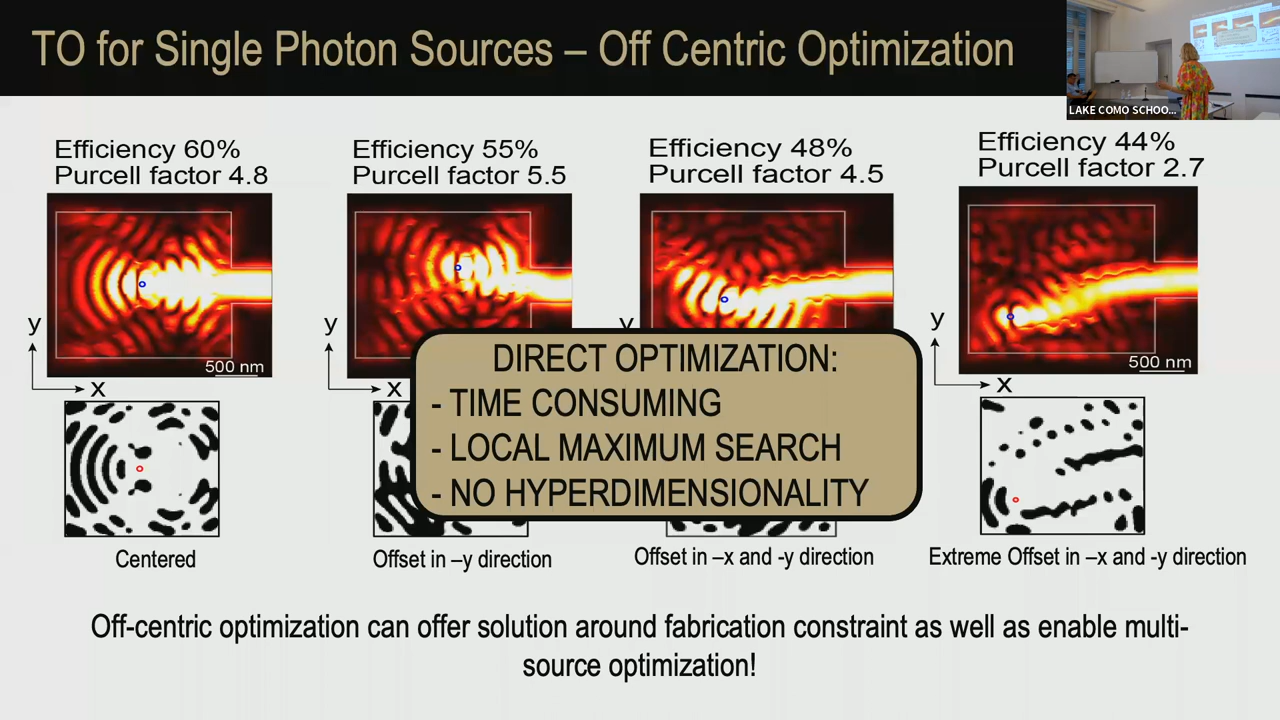 TO for Single Photon Sources – Off Centric Optimization
LAKE COMO SCHOO...
Efficiency 60%
Purcell factor 4.8
Efficiency 55%
Purcell factor 5.5
Efficiency 48%
Purcell factor 4.5
Efficiency 44%
Purcell factor 2.7
y
x
500 nm
y
x
y
y
x
500 nm
DIRECT OPTIMIZATION:
- TIME CONSUMING
- LOCAL MAXIMUM SEARCH
- NO HYPERDIMENSIONALITY
Centered
Offset in –y direction
Offset in –x and -y direction
Extreme Offset in –x and -y direction
Off-centric optimization can offer solution around fabrication constraint as well as enable multi-
source optimization!